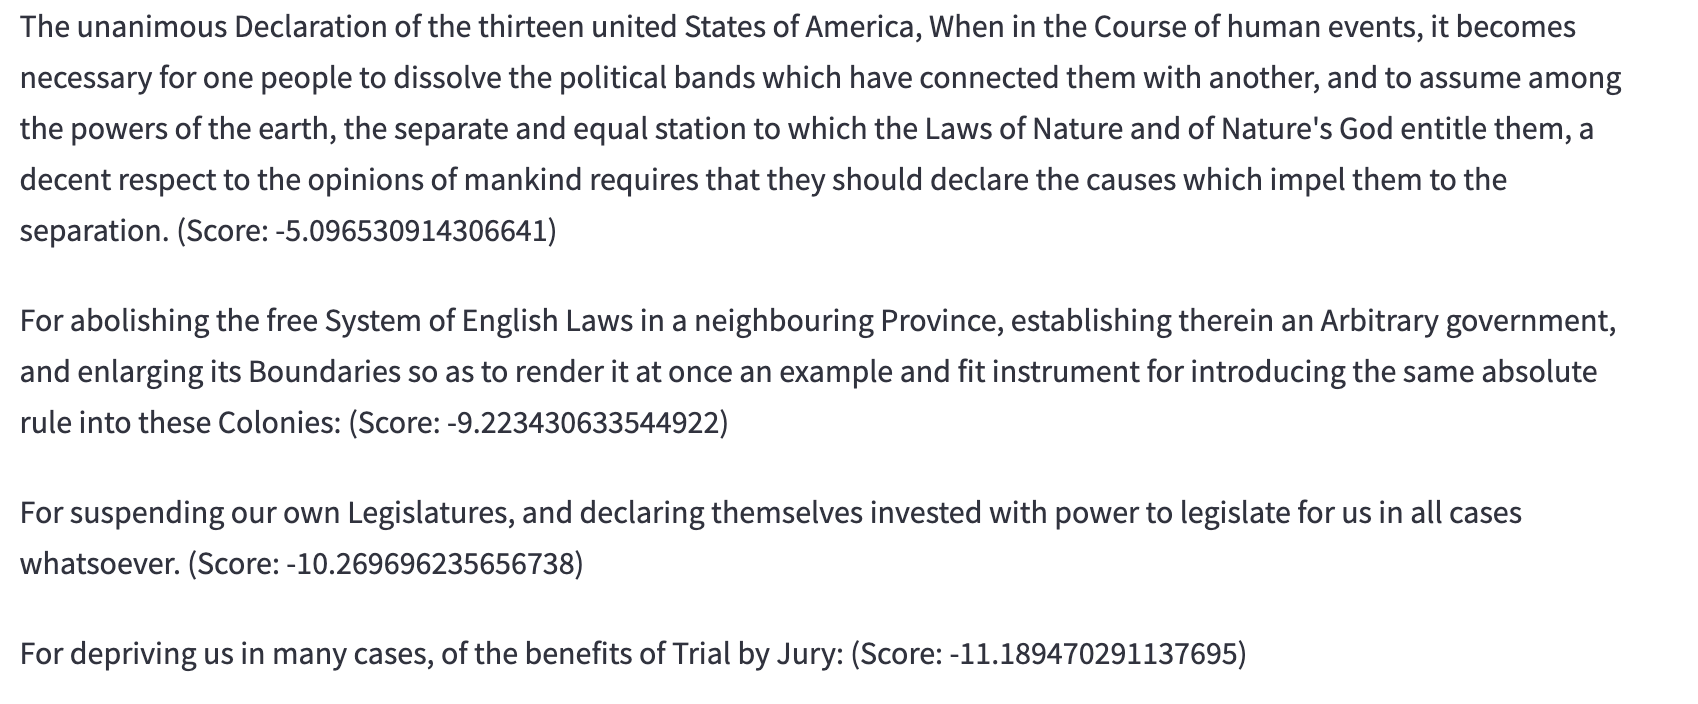 The unanimous Declaration of the thirteen united States of America, When in the Course of human events, it becomes
necessary for one people to dissolve the political bands which have connected them with another, and to assume among
the powers of the earth, the separate and equal station to which the Laws of Nature and of Nature's God entitle them, a
decent respect to the opinions of mankind requires that they should declare the causes which impel them to the
separation. (Score: -5.096530914306641)
For abolishing the free System of English Laws in a neighbouring Province, establishing therein an Arbitrary government,
and enlarging its Boundaries so as to render it at once an example and fit instrument for introducing the same absolute
rule into these Colonies: (Score: -9.223430633544922)
For suspending our own Legislatures, and declaring themselves invested with power to legislate for us in all cases
whatsoever. (Score: -10.269696235656738)
For depriving us in many cases, of the benefits of Trial by Jury: (Score: -11.189470291137695)